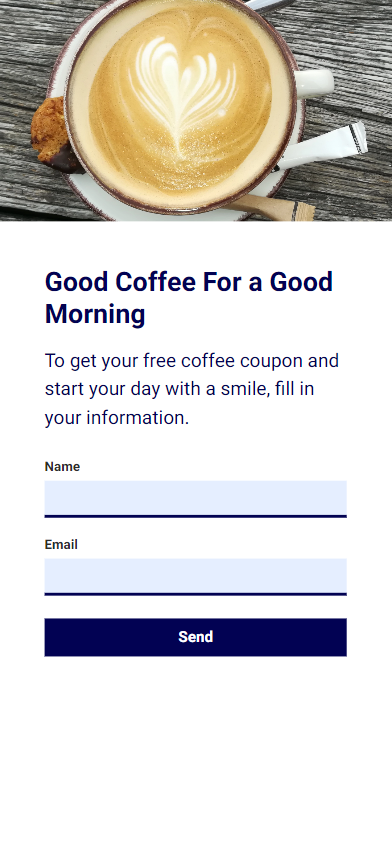 Good Coffee For a Good
Morning
To get your free coffee coupon and
start your day with a smile, fill in
your information.
Name
Email
Send